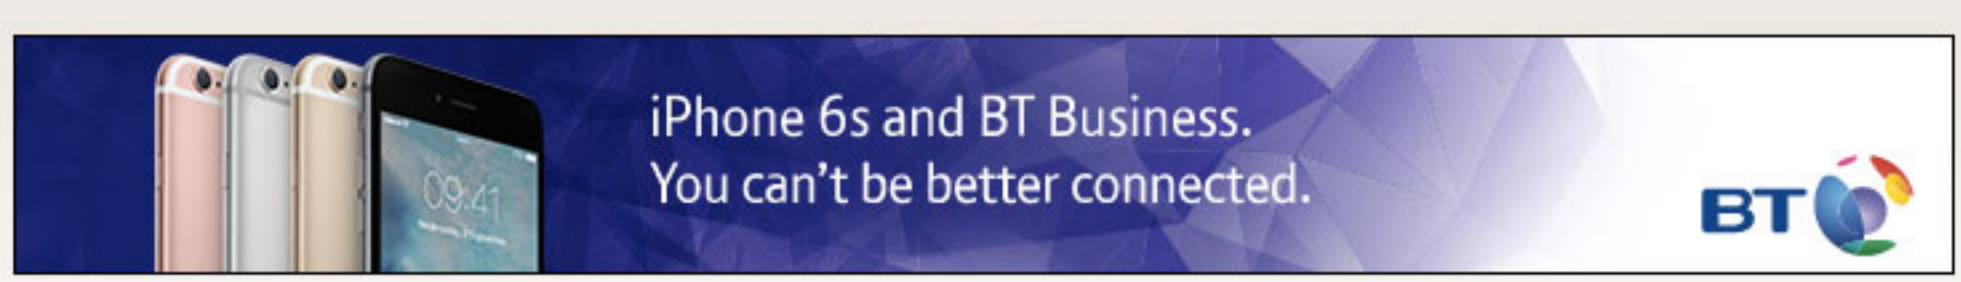 iPhone 6s and BT Business.
You can't be better connected.
09:41
BT